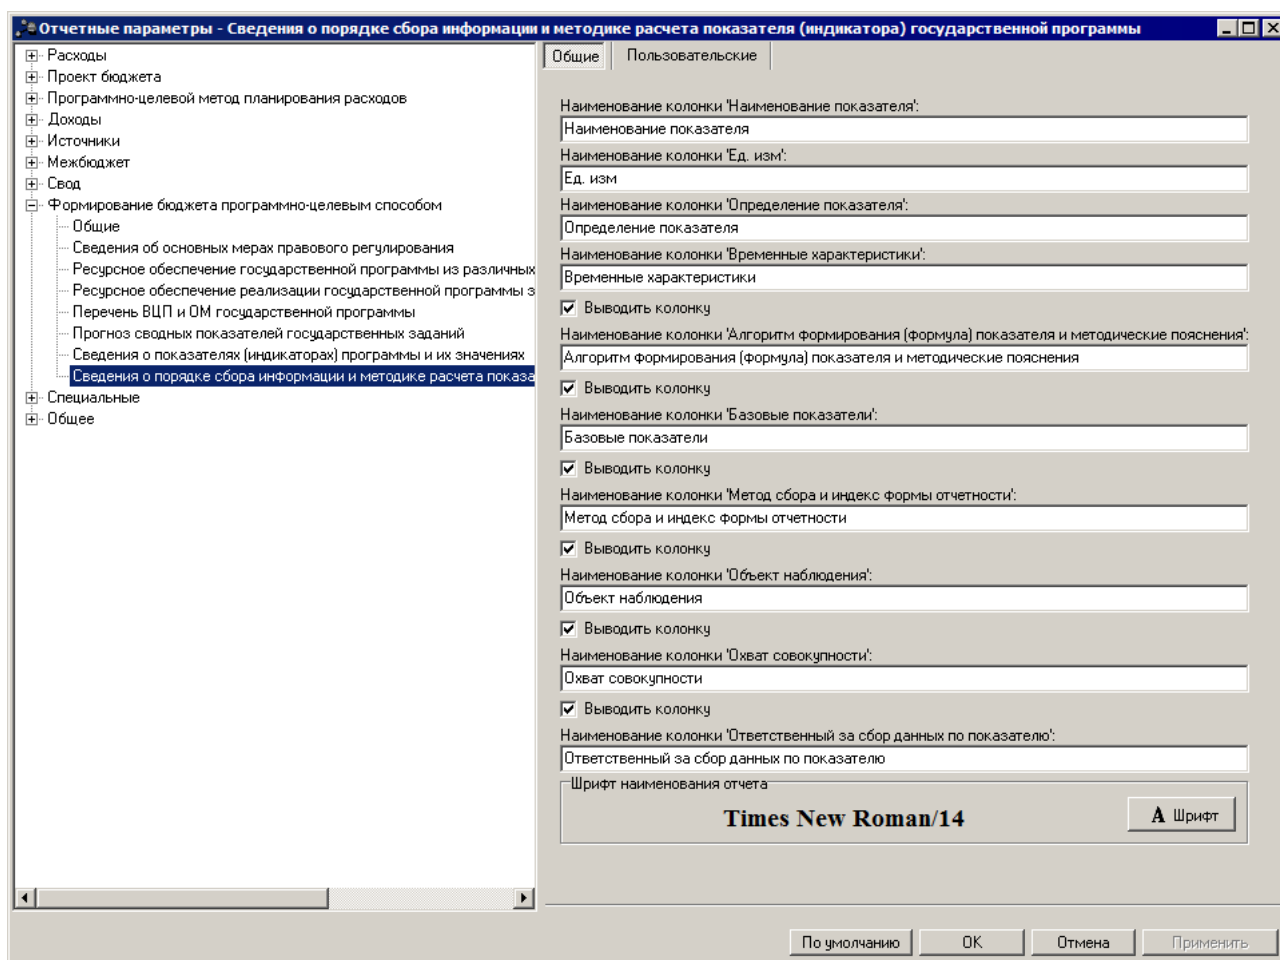 Отчетные параметры - Сведения о порядке сбора информации и методике расчета показателя (индикатора) государственной программы
Расходы
Проект бюджета
Программно-целевой метод планирования расходов
Доходы
Источники
Межбюджет
Свод
Формирование бюджета программно-целевым способом
Общие
Сведения об основных мерах правового регулирования
Ресурсное обеспечение государственной программы из различных
Ресурсное обеспечение реализации государственной программы з
Перечень ВЦП и ОМ государственной программы
Прогноз сводных показателей государственных заданий
Сведения о показателях (индикаторах) программы и их значениях
Сведения о порядке сбора информации и методике расчета показа
Специальные
Общее
Общие
Пользовательские
Наименование колонки 'Наименование показателя':
Наименование показателя
Наименование колонки 'Ед. изм':
Ед. изм
Наименование колонки 'Определение показателя':
Определение показателя
Наименование колонки 'Временные характеристики':
Временные характеристики
Выводить колонку
Наименование колонки 'Алгоритм формирования (формула) показателя и методические пояснения':
Алгоритм формирования (формула) показателя и методические пояснения
Выводить колонку
Наименование колонки 'Базовые показатели':
Базовые показатели
Выводить колонку
Наименование колонки 'Метод сбора и индекс формы отчетности':
Метод сбора и индекс формы отчетности
Выводить колонку
Наименование колонки 'Объект наблюдения':
Объект наблюдения
Выводить колонку
Наименование колонки 'Охват совокупности':
Охват совокупности
Выводить колонку
Наименование колонки 'Ответственный за сбор данных по показателю':
Ответственный за сбор данных по показателю
Шрифт наименования отчета
Times New Roman/14
А Шрифт
По умолчанию
OK
Отмена
Применить